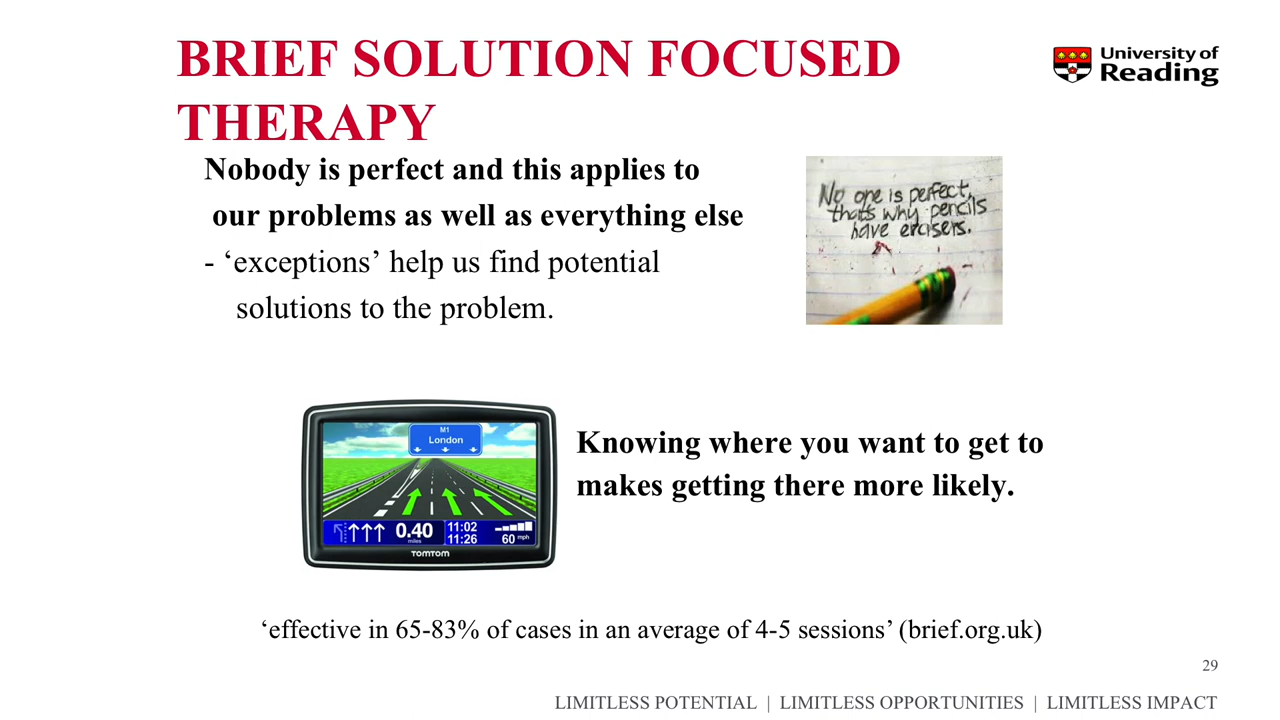 BRIEF SOLUTION FOCUSED
THERAPY
University of
Reading
Nobody is perfect and this applies to
our problems as well as everything else
- ‘exceptions’ help us find potential
solutions to the problem.
No one is perfect,
that's why pencils
have erasers.
M1
London
0.40
miles
11:02
11:26
60 mph
TOMTOM
Knowing where you want to get to
makes getting there more likely.
‘effective in 65-83% of cases in an average of 4-5 sessions’ (brief.org.uk)
29
LIMITLESS POTENTIAL | LIMITLESS OPPORTUNITIES | LIMITLESS IMPACT